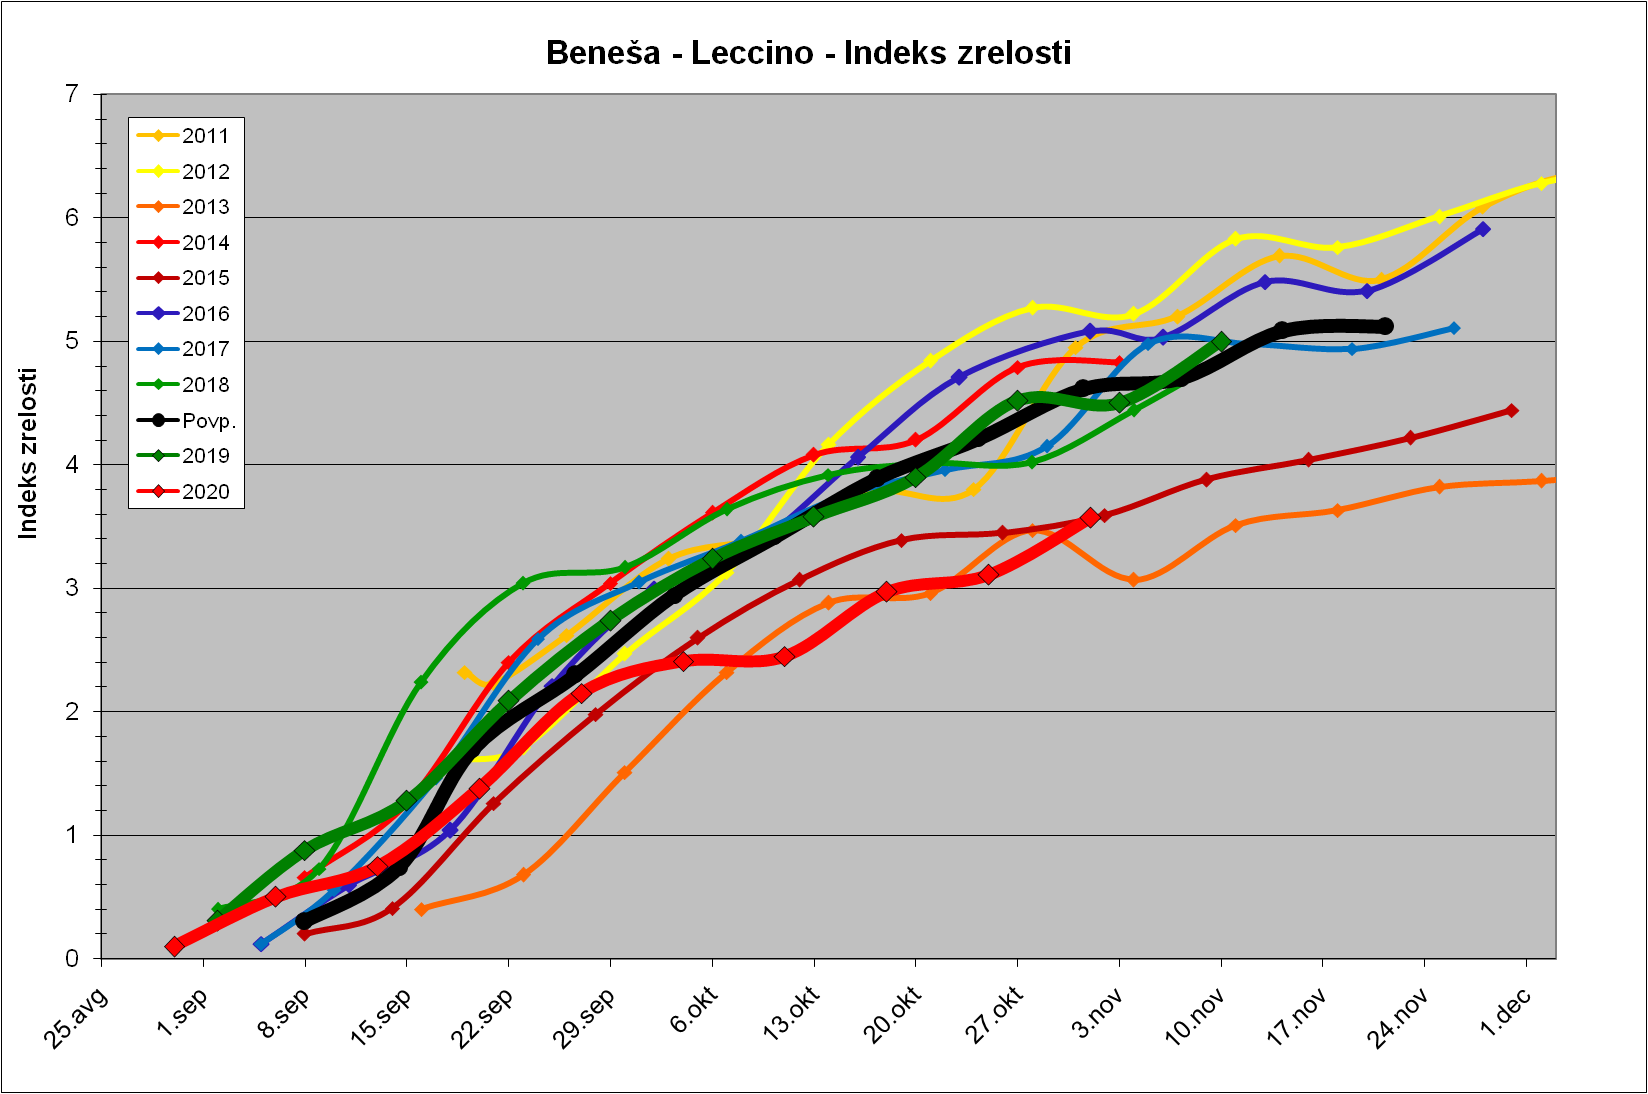 Beneša - Leccino - Indeks zrelosti
Indeks zrelosti
7
6
5
4
3
2
1
0
2011
2012
2013
2014
2015
2016
2017
2018
Povp.
2019
2020
25.avg
1.sep
8.sep
15.sep
22.sep
29.sep
6.okt
13.okt
20.okt
27.okt
3.nov
10.nov
17.nov
24.nov
1.dec